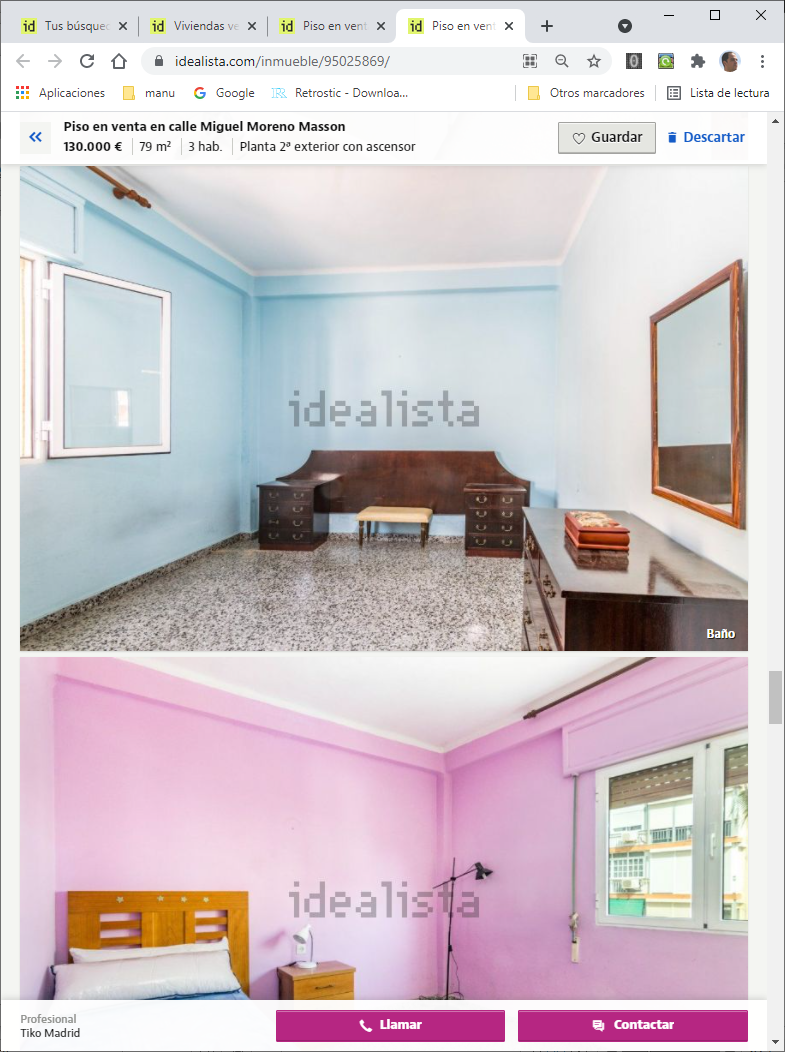 id Tus búsquec
id Viviendas ve
id Piso en vent
id Piso en vent
idealista.com/inmueble/95025869/
Aplicaciones
manu
Google
Retrostic - Downloa...
Otros marcadores
Lista de lectura
Piso en venta en calle Miguel Moreno Masson
130.000 € 79 m² 3 hab. Planta 2ª exterior con ascensor
Guardar
Descartar
idealista
Baño
idealista
Profesional
Tiko Madrid
Llamar
Contactar